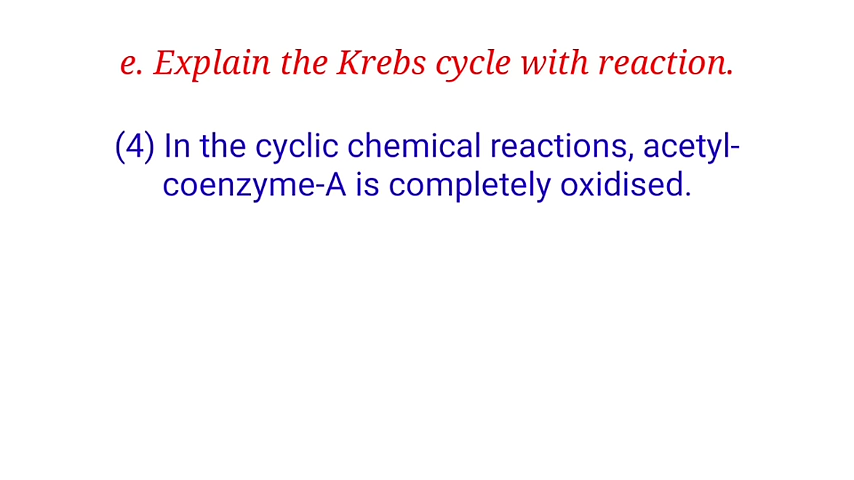 e. Explain the Krebs cycle with reaction.
(4) In the cyclic chemical reactions, acetyl-
coenzyme-A is completely oxidised.